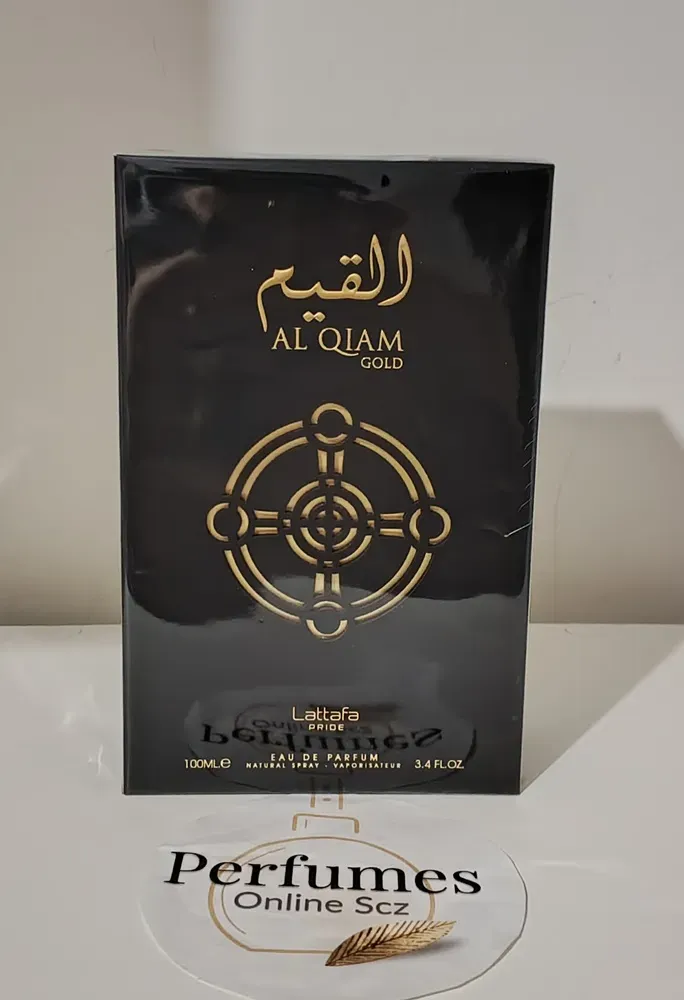 القيم
AL QIAM
GOLD
Lattafa
PRIDE
EAU DE PARFUM
100MLe NATURAL SPRAY - VAPORISATEUR 3.4 FL.OZ.
Perfumes
Online Scz